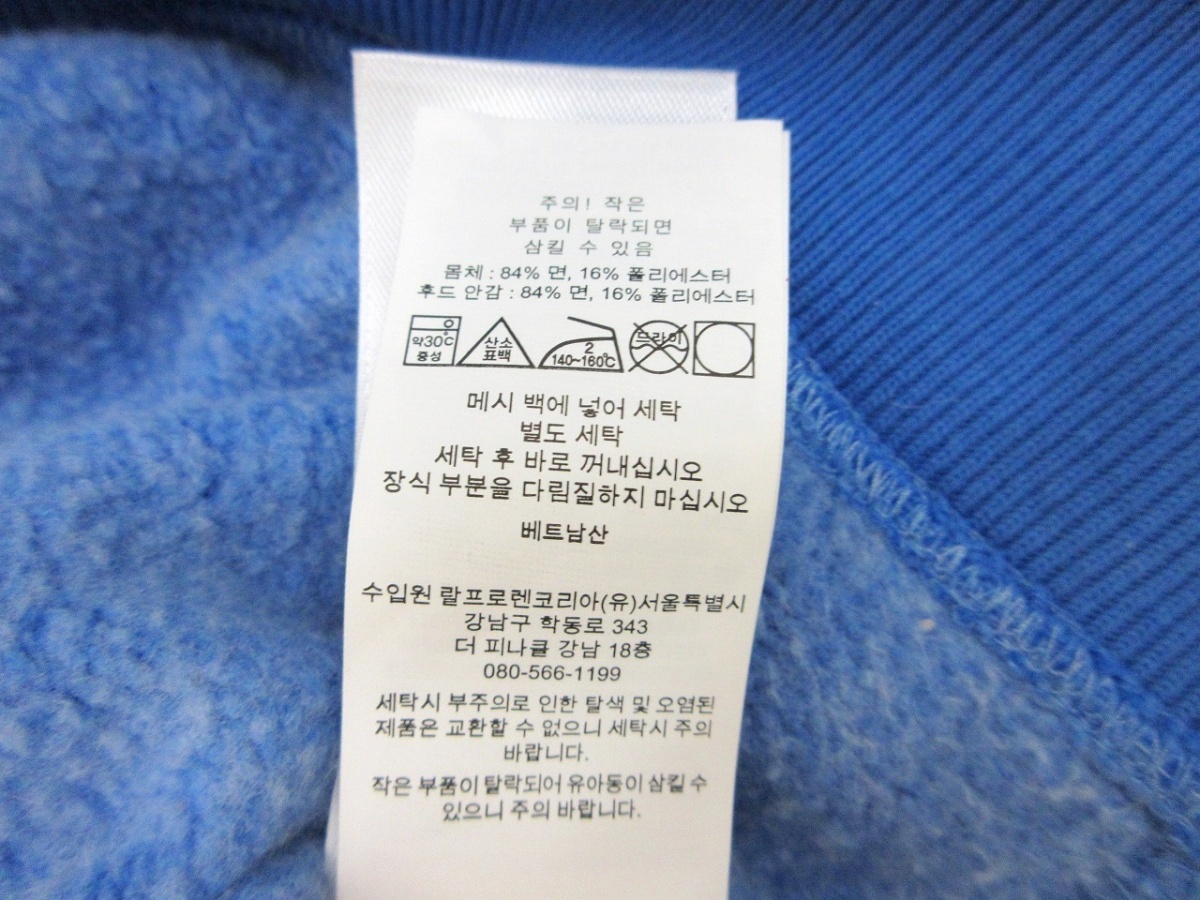 주의! 작은
부품이 탈락되면
삼킬 수 있음
몸체 : 84% 면, 16% 폴리에스터
후드 안감 : 84% 면, 16% 폴리에스터
약30℃
중성
산소
표백
2
140~160℃
드라이
메시 백에 넣어 세탁
별도 세탁
세탁 후 바로 꺼내십시오
장식 부분을 다림질하지 마십시오
베트남산
수입원 랄프로렌코리아(유)서울특별시
강남구 학동로 343
더 피나클 강남 18층
080-566-1199
세탁시 부주의로 인한 탈색 및 오염된
제품은 교환할 수 없으니 세탁시 주의
바랍니다.
작은 부품이 탈락되어 유아동이 삼킬 수
있으니 주의 바랍니다.